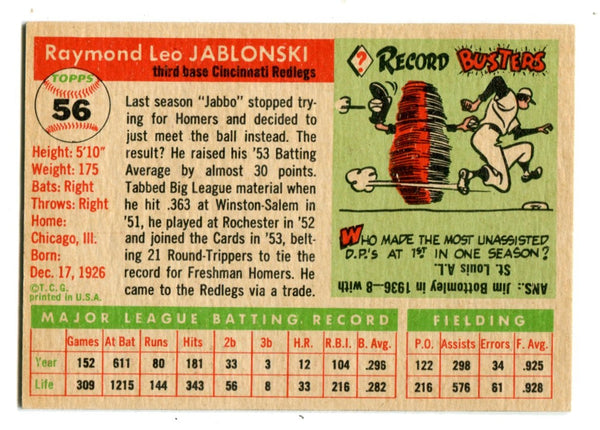 Raymond Leo JABLONSKI
third base Cincinnati Redlegs
TOPPS
56
Height: 5'10"
Weight: 175
Bats: Right
Throws: Right
Home:
Chicago, Ill.
Born:
Dec. 17, 1926
©T.C.G.
printed in U.S.A.
Last season "Jabbo" stopped try-
ing for Homers and decided to
just meet the ball instead. The
result? He raised his '53 Batting
Average by almost 30 points.
Tabbed Big League material when
he hit .363 at Winston-Salem in
'51, he played at Rochester in '52
and joined the Cards in '53, belt-
ing 21 Round-Trippers to tie the
record for Freshman Homers. He
came to the Redlegs via a trade.
? RECORD BUSTERS
WHO MADE THE MOST UNASSISTED
D.P.'S AT 1ST IN ONE SEASON?
ANS.: Jim Bottomley in 1936—8 with
St. Louis A.L.
MAJOR LEAGUE BATTING RECORD
Games At Bat Runs Hits 2b 3b H.R. R.B.I. B. Avg.
Year 152 611 80 181 33 3 12 104 .296
Life 309 1215 144 343 56 8 33 216 .282
FIELDING
P.O. Assists Errors F. Avg.
122 298 34 .925
216 576 61 .928